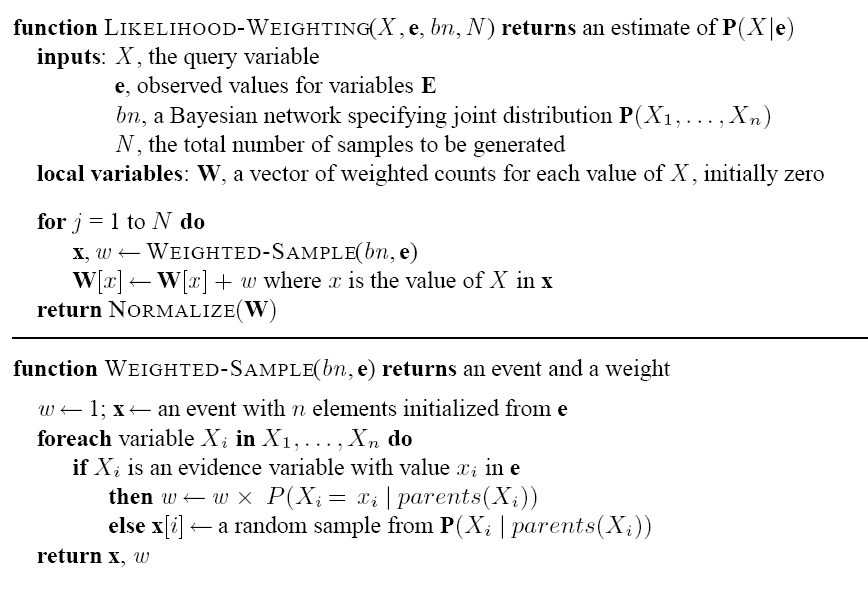 function LIKELIHOOD-WEIGHTING(X, e, bn, N) returns an estimate of P(X|e)
inputs: X, the query variable
e, observed values for variables E
bn, a Bayesian network specifying joint distribution P(X₁, . . . , Xₙ)
N, the total number of samples to be generated
local variables: W, a vector of weighted counts for each value of X, initially zero
for j = 1 to N do
x, w ← WEIGHTED-SAMPLE(bn, e)
W[x] ← W[x] + w where x is the value of X in x
return NORMALIZE(W)
function WEIGHTED-SAMPLE(bn, e) returns an event and a weight
w ← 1; x ← an event with n elements initialized from e
foreach variable Xᵢ in X₁, . . . , Xₙ do
if Xᵢ is an evidence variable with value xᵢ in e
then w ← w × P(Xᵢ = xᵢ | parents(Xᵢ))
else x[i] ← a random sample from P(Xᵢ | parents(Xᵢ))
return x, w